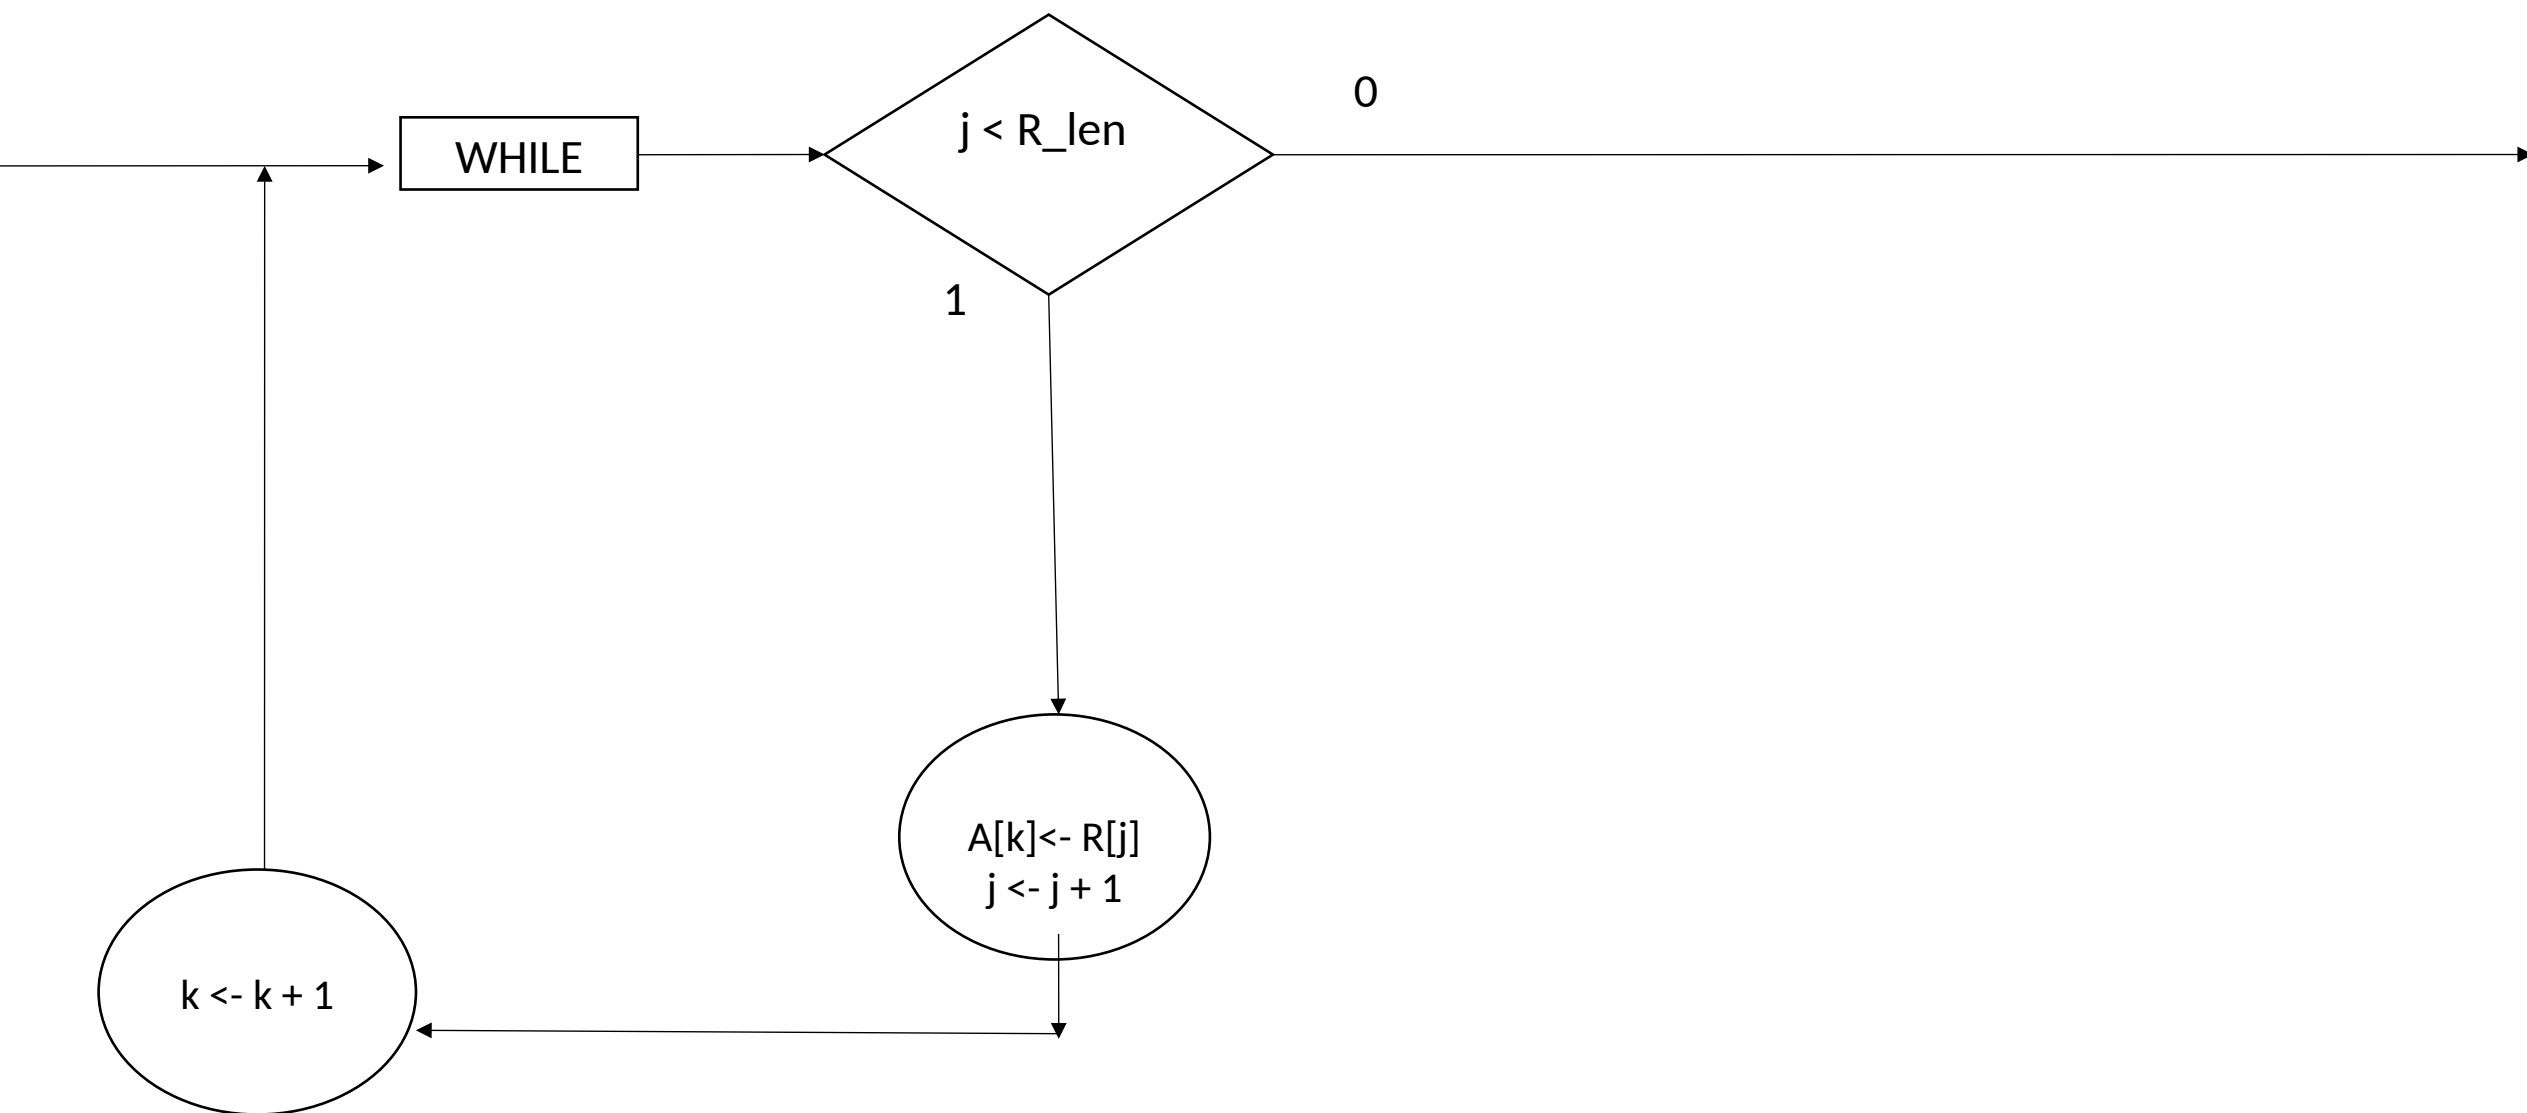 0
j < R_len
WHILE
1
A[k]<- R[j]
j <- j + 1
k <- k + 1